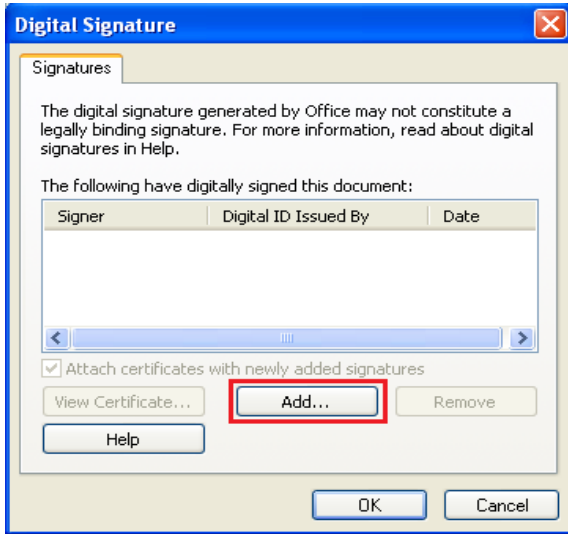 Digital Signature
Signatures
The digital signature generated by Office may not constitute a
legally binding signature. For more information, read about digital
signatures in Help.
The following have digitally signed this document:
Signer Digital ID Issued By Date
Attach certificates with newly added signatures
View Certificate... Add... Remove
Help
OK Cancel